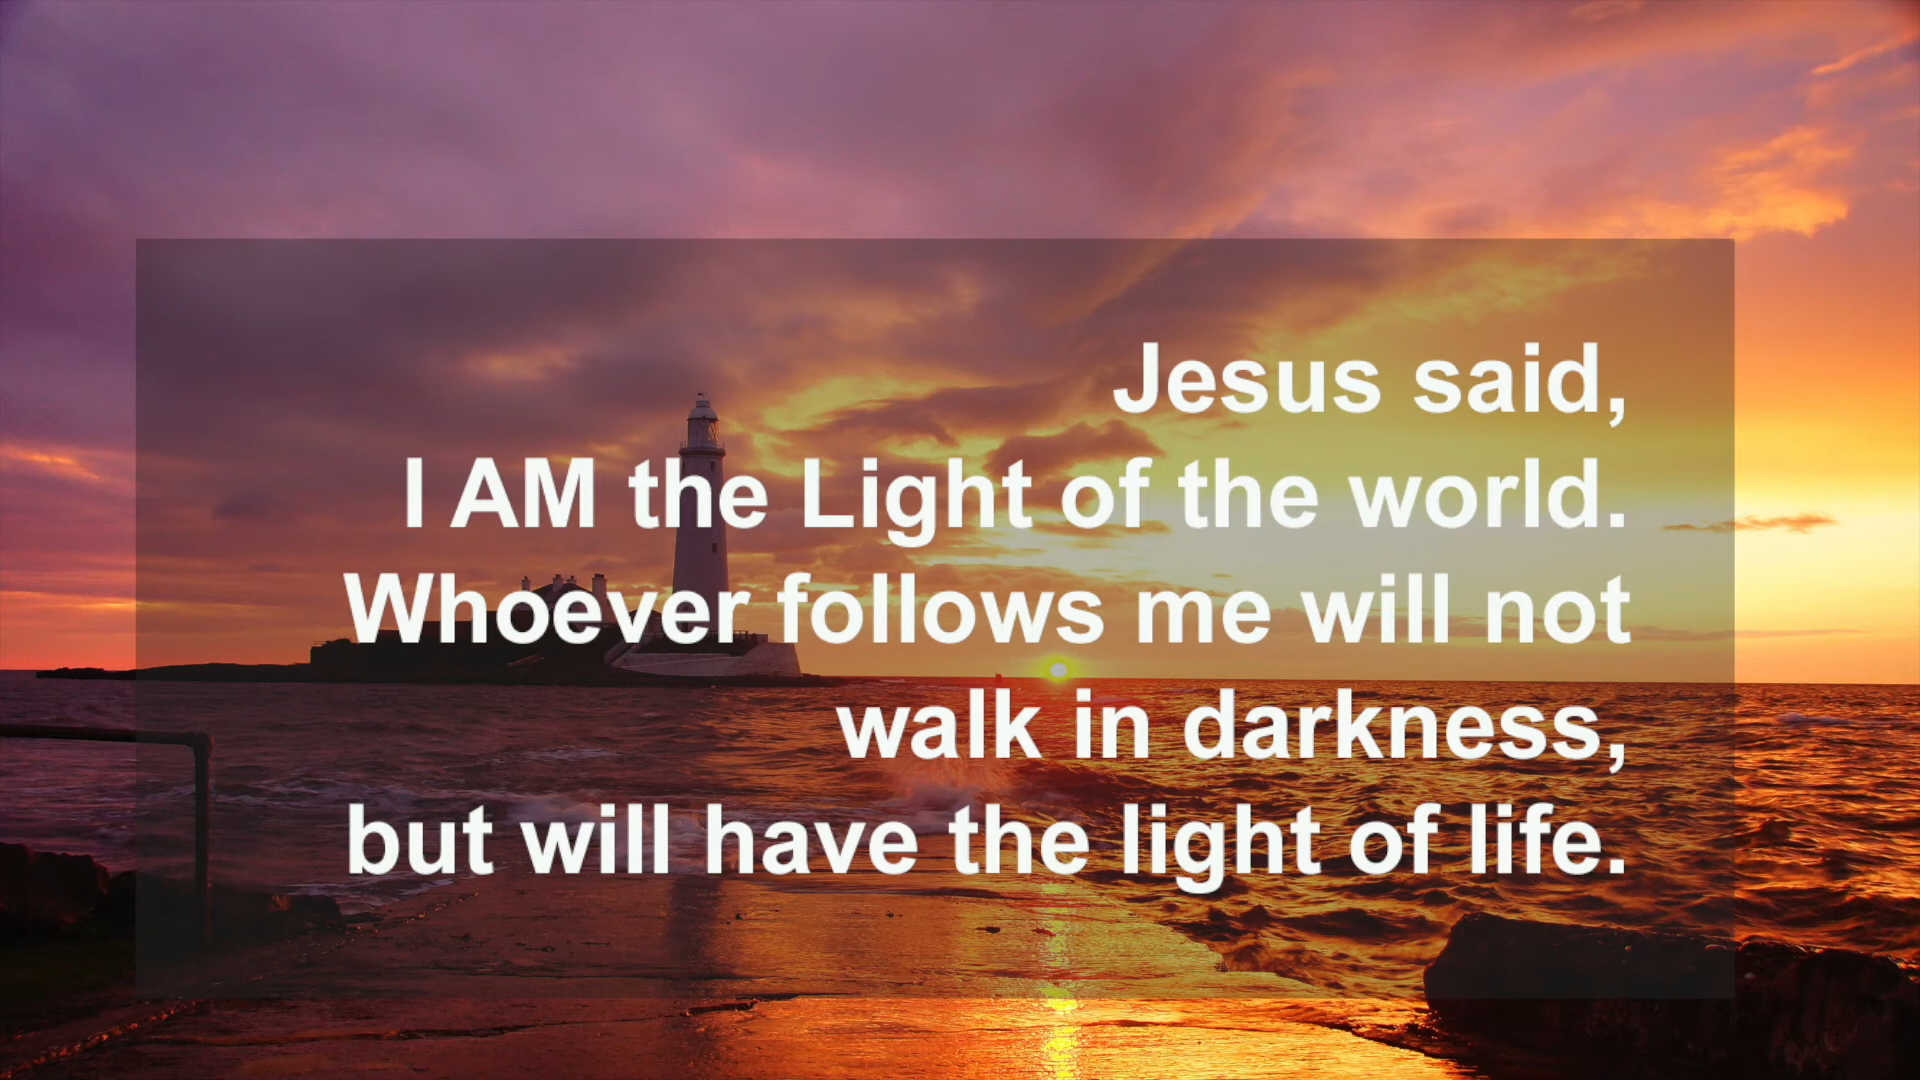 Jesus said,
I AM the Light of the world.
Whoever follows me will not
walk in darkness,
but will have the light of life.